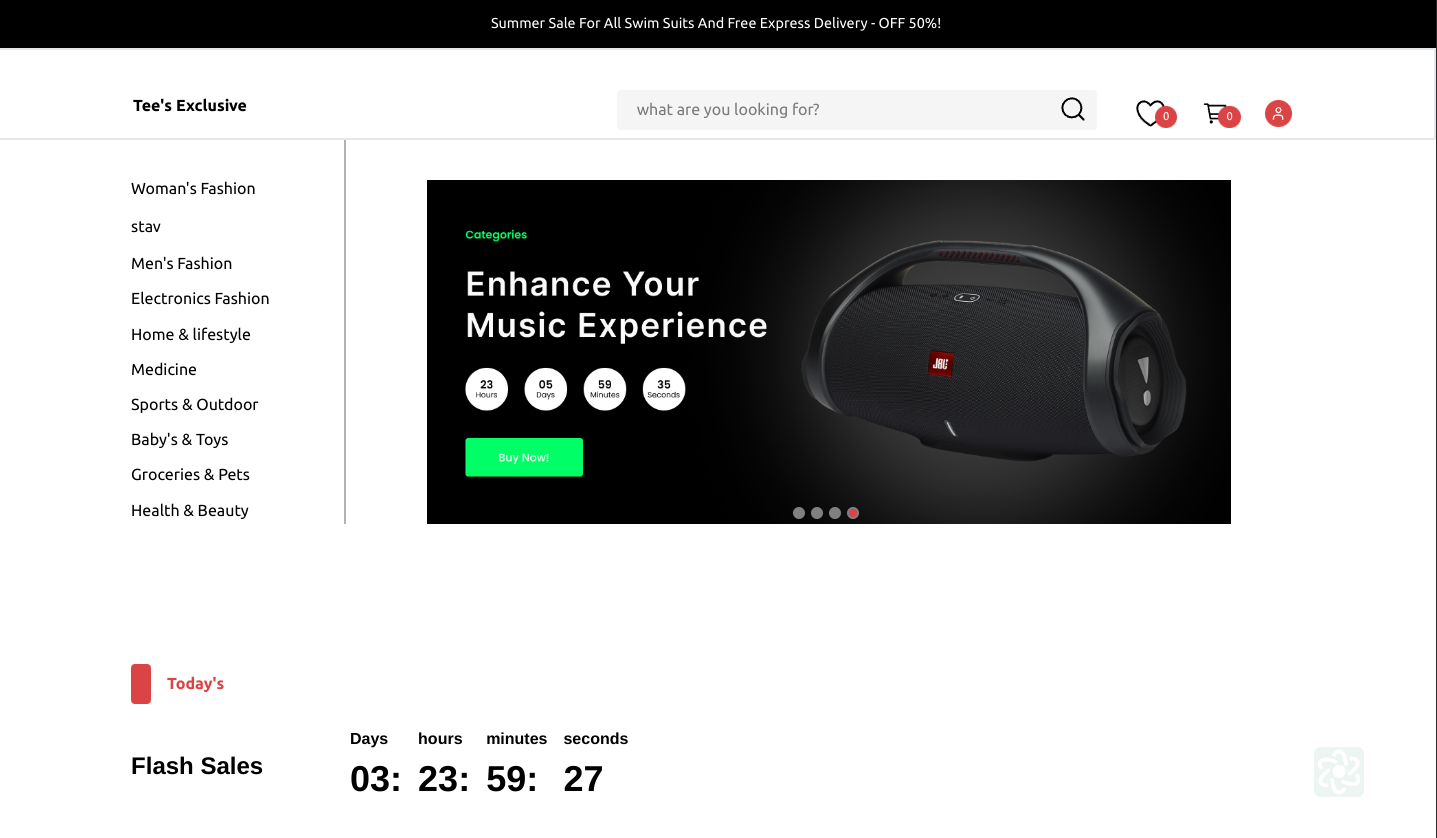 Summer Sale For All Swim Suits And Free Express Delivery - OFF 50%!
Tee's Exclusive
what are you looking for?
0
0
Woman's Fashion
stav
Men's Fashion
Electronics Fashion
Home & lifestyle
Medicine
Sports & Outdoor
Baby's & Toys
Groceries & Pets
Health & Beauty
Categories
Enhance Your
Music Experience
23 05 59 35
Hours Days Minutes Seconds
Buy Now!
JBL
Today's
Flash Sales
Days hours minutes seconds
03: 23: 59: 27